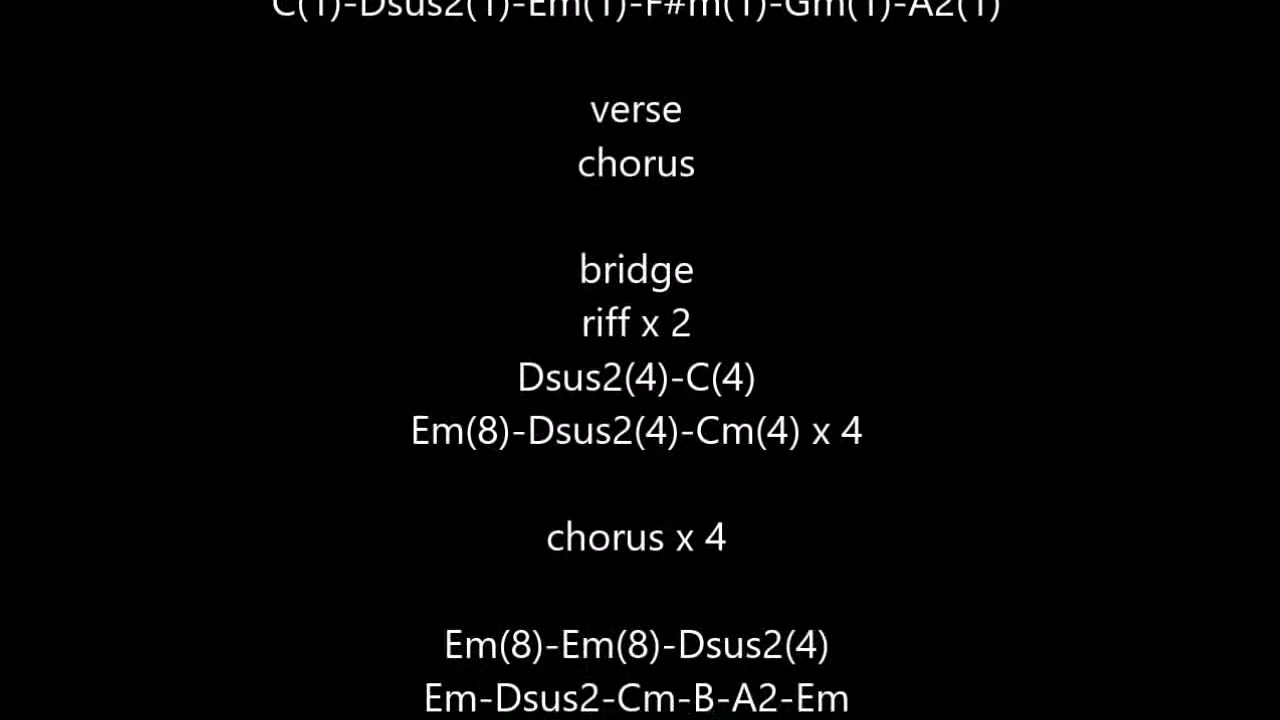 C(1)-Dsus2(1)-Em(1)-F#m(1)-Gm(1)-A2(1)
verse
chorus
bridge
riff x 2
Dsus2(4)-C(4)
Em(8)-Dsus2(4)-Cm(4) x 4
chorus x 4
Em(8)-Em(8)-Dsus2(4)
Em-Dsus2-Cm-B-A2-Em